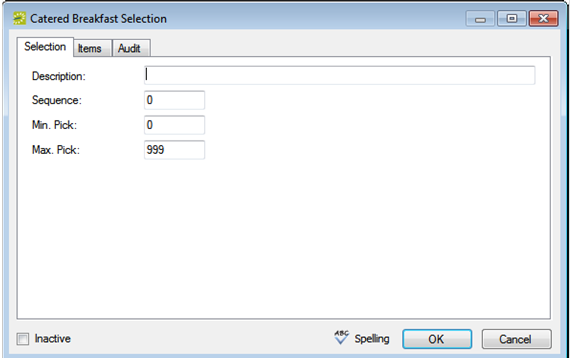 Catered Breakfast Selection
Selection Items Audit
Description:
Sequence: 0
Min. Pick: 0
Max. Pick: 999
Inactive ABC Spelling OK Cancel